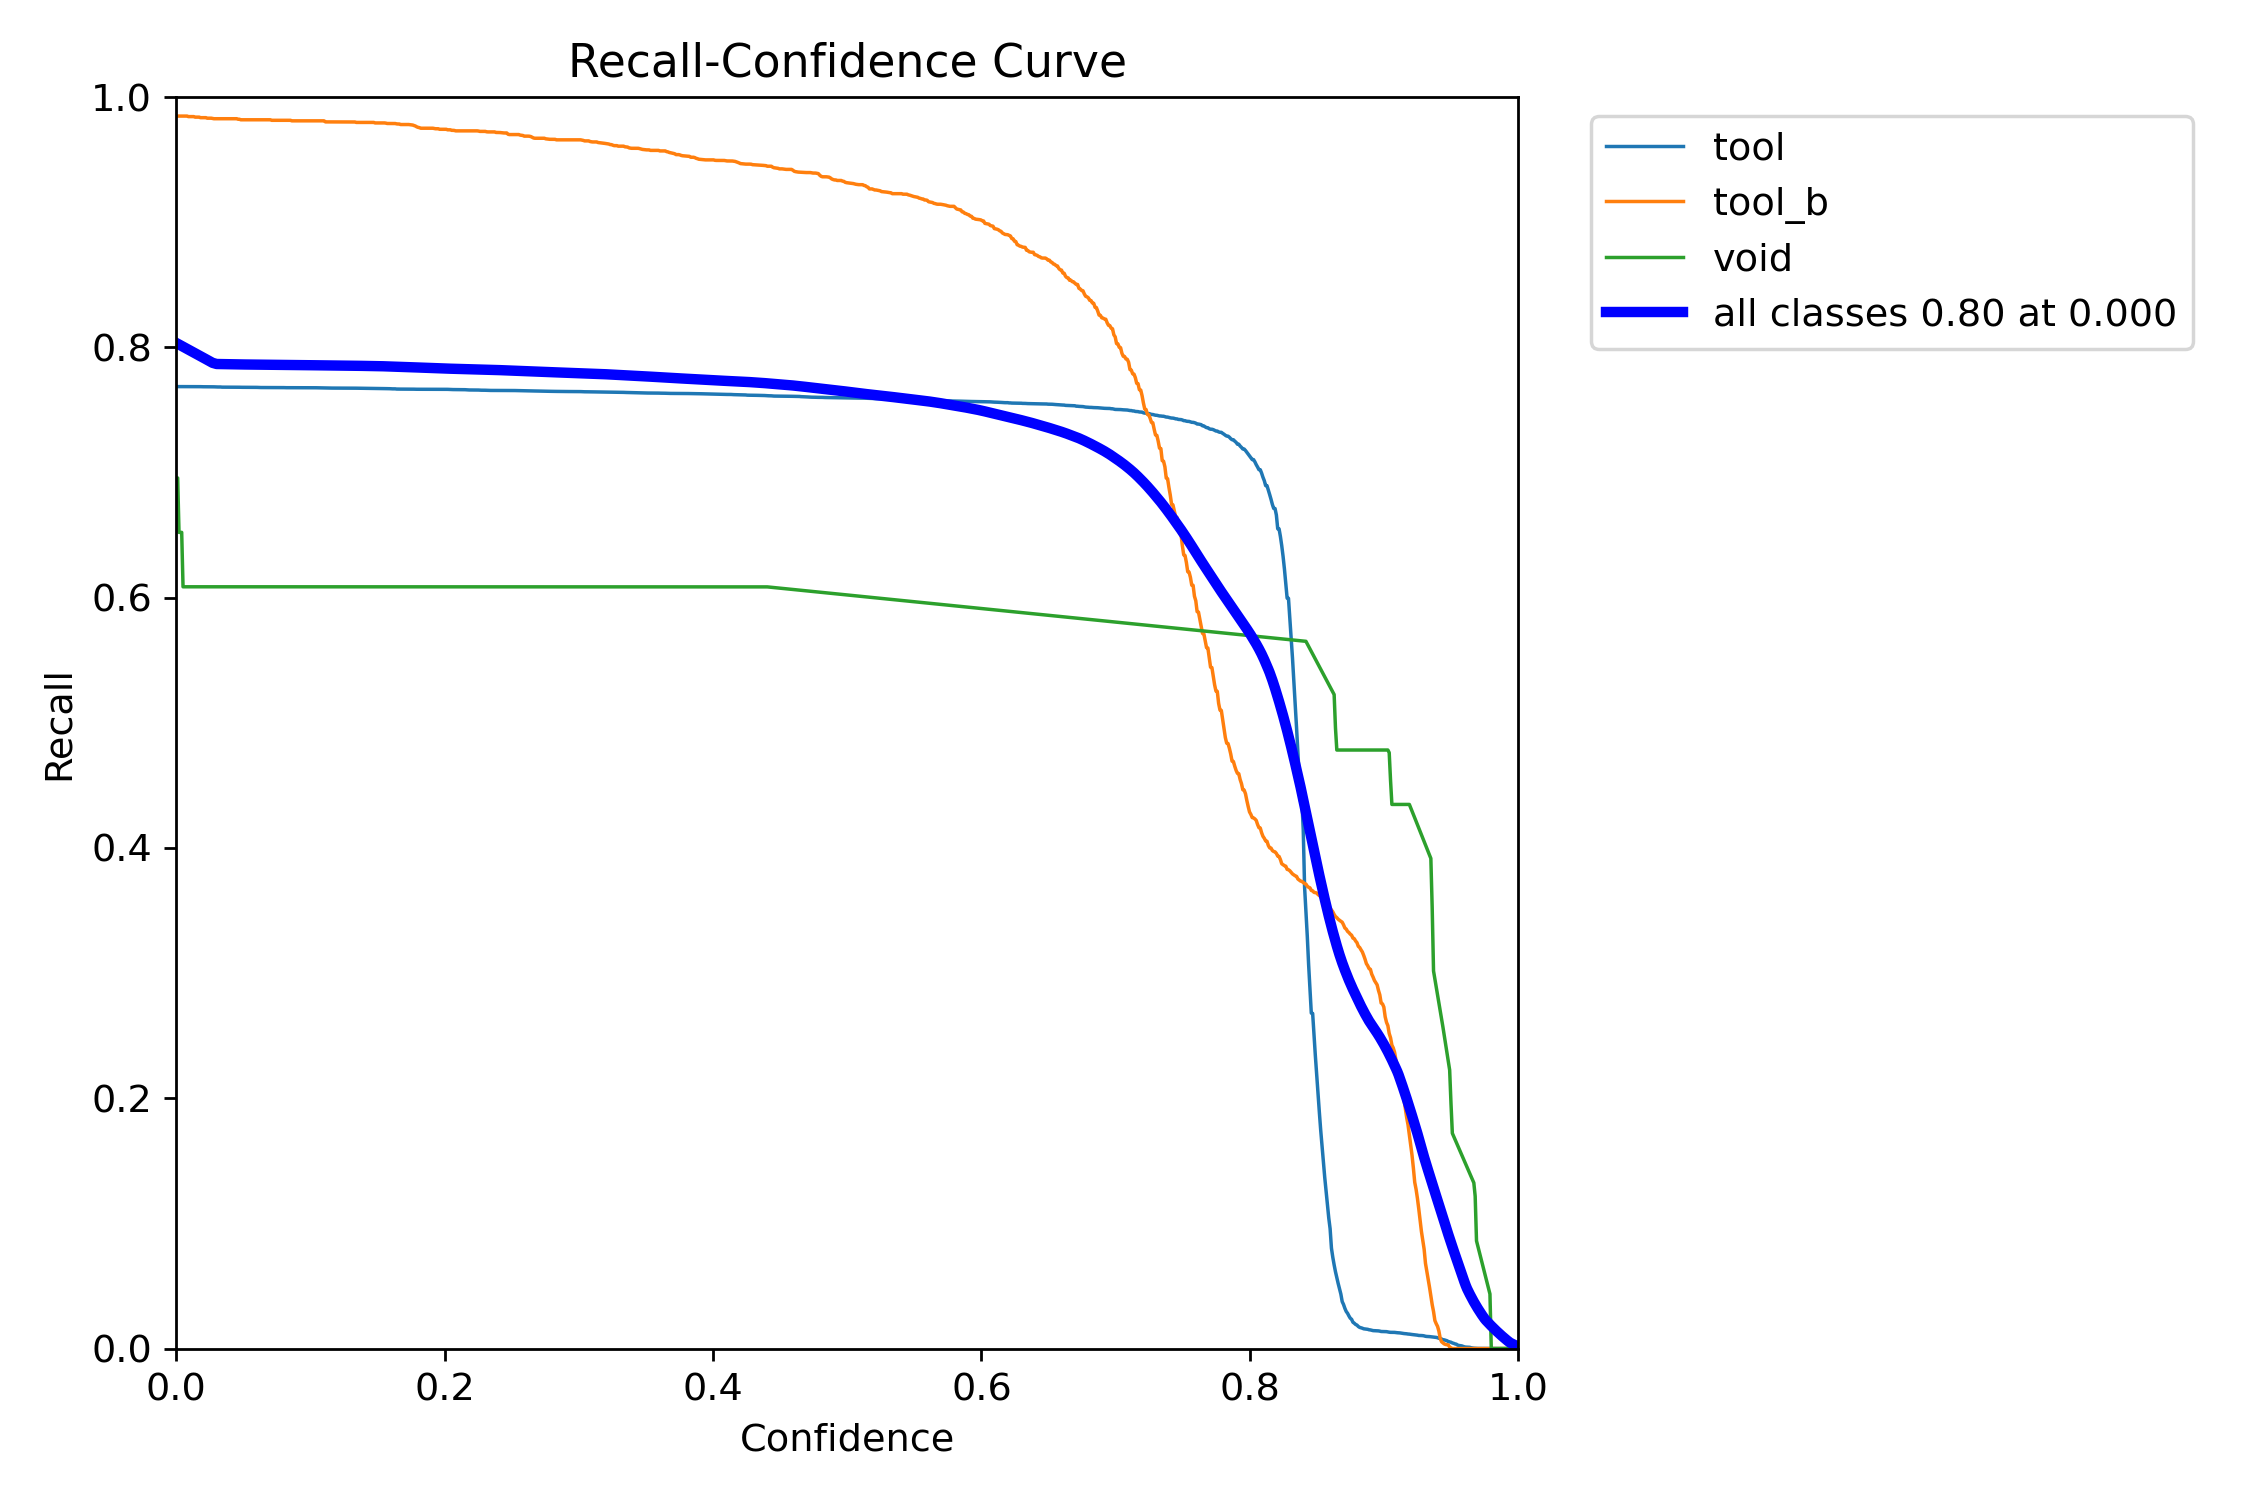 Recall-Confidence Curve
1.0
0.8
0.6
0.4
0.2
0.0
Recall
0.0 0.2 0.4 0.6 0.8 1.0
Confidence
tool
tool_b
void
all classes 0.80 at 0.000